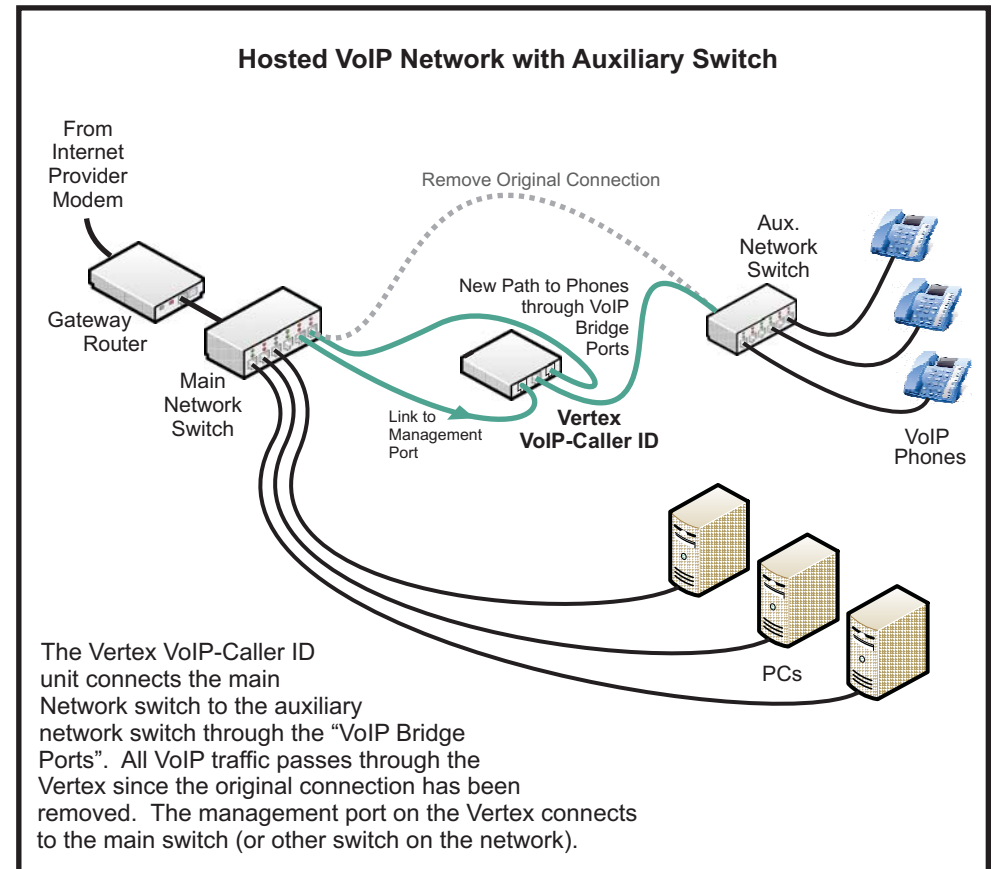 Hosted VoIP Network with Auxiliary Switch
From
Internet
Provider
Modem
Remove Original Connection
Aux.
Network
Switch
New Path to Phones
through VoIP
Bridge
Ports
Gateway
Router
Main
Network
Switch
Link to
Management
Port
Vertex
VoIP-Caller ID
VoIP
Phones
PCs
The Vertex VoIP-Caller ID
unit connects the main
Network switch to the auxiliary
network switch through the “VoIP Bridge
Ports”. All VoIP traffic passes through the
Vertex since the original connection has been
removed. The management port on the Vertex connects
to the main switch (or other switch on the network).